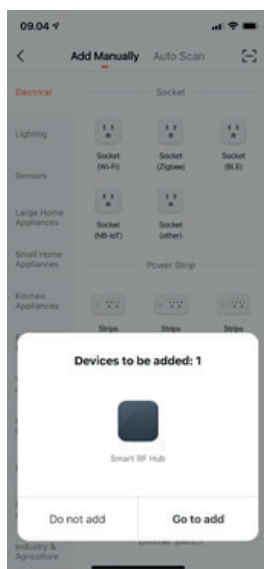 09.04
Add Manually Auto Scan
Electrical
Socket
Lighting
Socket Socket Socket
(Wi-Fi) (Zigbee) (BLE)
Sensors
Large Home
Appliances
Socket Socket
(NB-IoT) (other)
Small Home
Appliances
Power Strip
Kitchen
Appliances
Strips Strips Strips
Devices to be added: 1
Smart RF Hub
Do not add Go to add
Industry &
Agriculture
Dimmer Switch